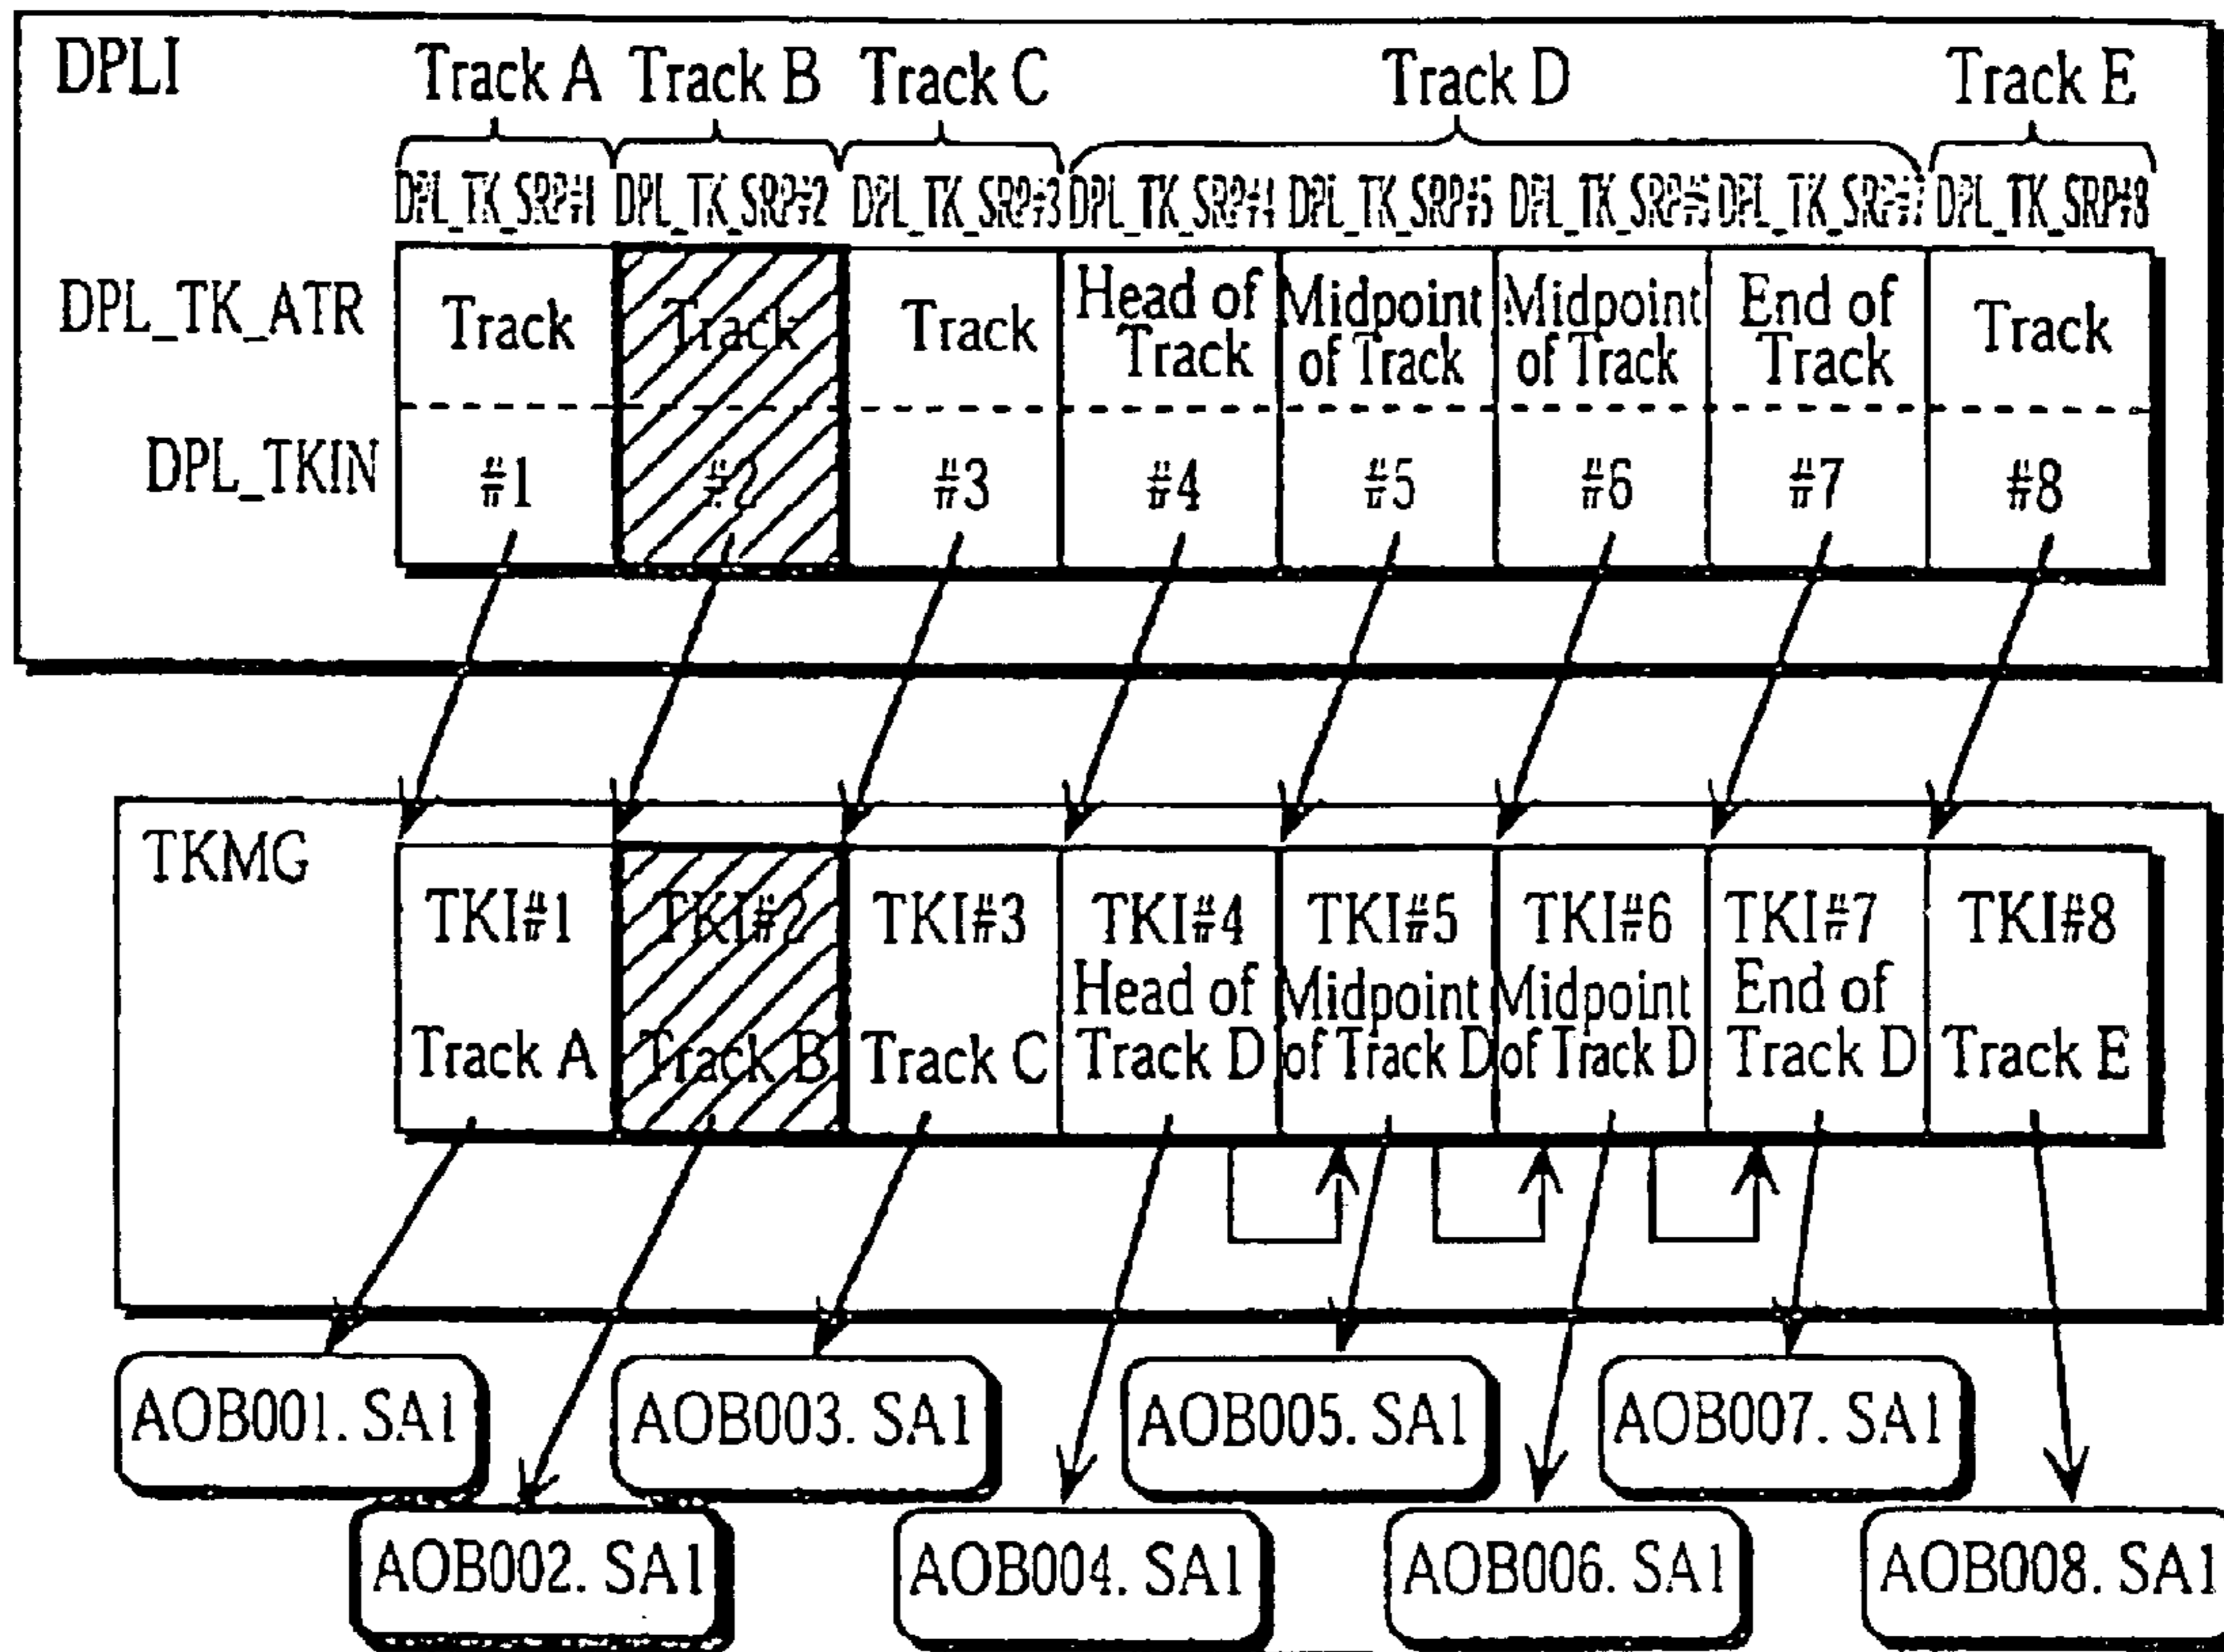 DPLI
Track A Track B Track C Track D Track E
DPL_TK_SRP#1 DPL_TK_SRP#2 DPL_TK_SRP#3 DPL_TK_SRP#4 DPL_TK_SRP#5 DPL_TK_SRP#6 DPL_TK_SRP#7 DPL_TK_SRP#8
DPL_TK_ATR
Track
Track
Track
Head of
Track
Midpoint
of Track
Midpoint
of Track
End of
Track
Track
DPL_TKIN
#1 #2 #3 #4 #5 #6 #7 #8
TKMG
TKI#1
Track A
TKI#2
Track B
TKI#3
Track C
TKI#4
Head of
Track D
TKI#5
Midpoint
of Track D
TKI#6
Midpoint
of Track D
TKI#7
End of
Track D
TKI#8
Track E
AOB001. SA1
AOB003. SA1
AOB005. SA1
AOB007. SA1
AOB002. SA1
AOB004. SA1
AOB006. SA1
AOB008. SA1